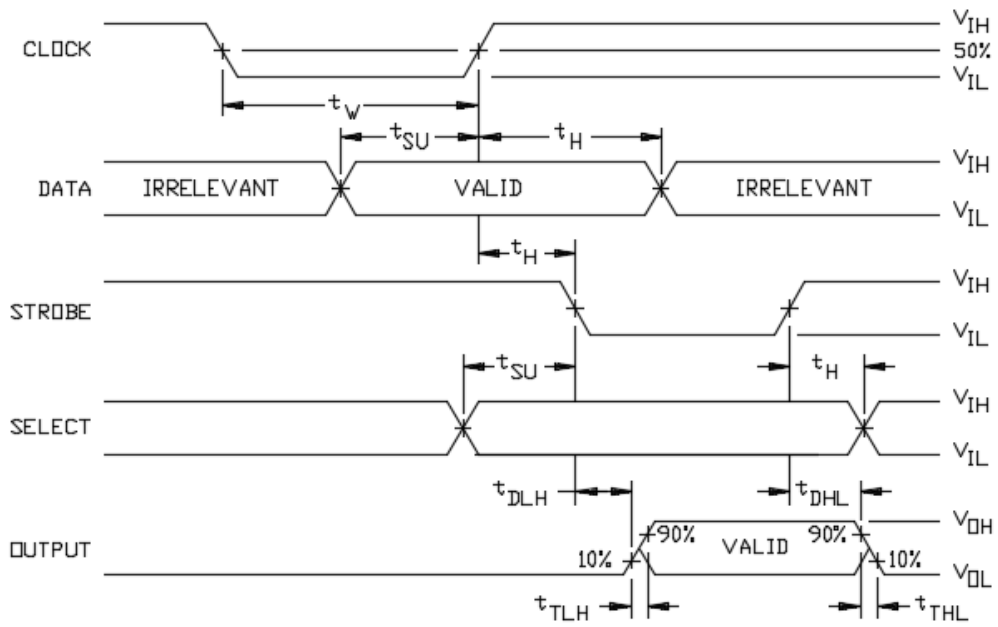 CLOCK
V_IH
50%
V_IL
t_W
t_SU
t_H
DATA
IRRELEVANT
VALID
IRRELEVANT
V_IH
V_IL
t_H
STROBE
V_IH
V_IL
t_SU
t_H
SELECT
V_IH
V_IL
t_DLH
t_DHL
OUTPUT
10%
90%
VALID
90%
10%
V_OH
V_OL
t_TLH
t_THL